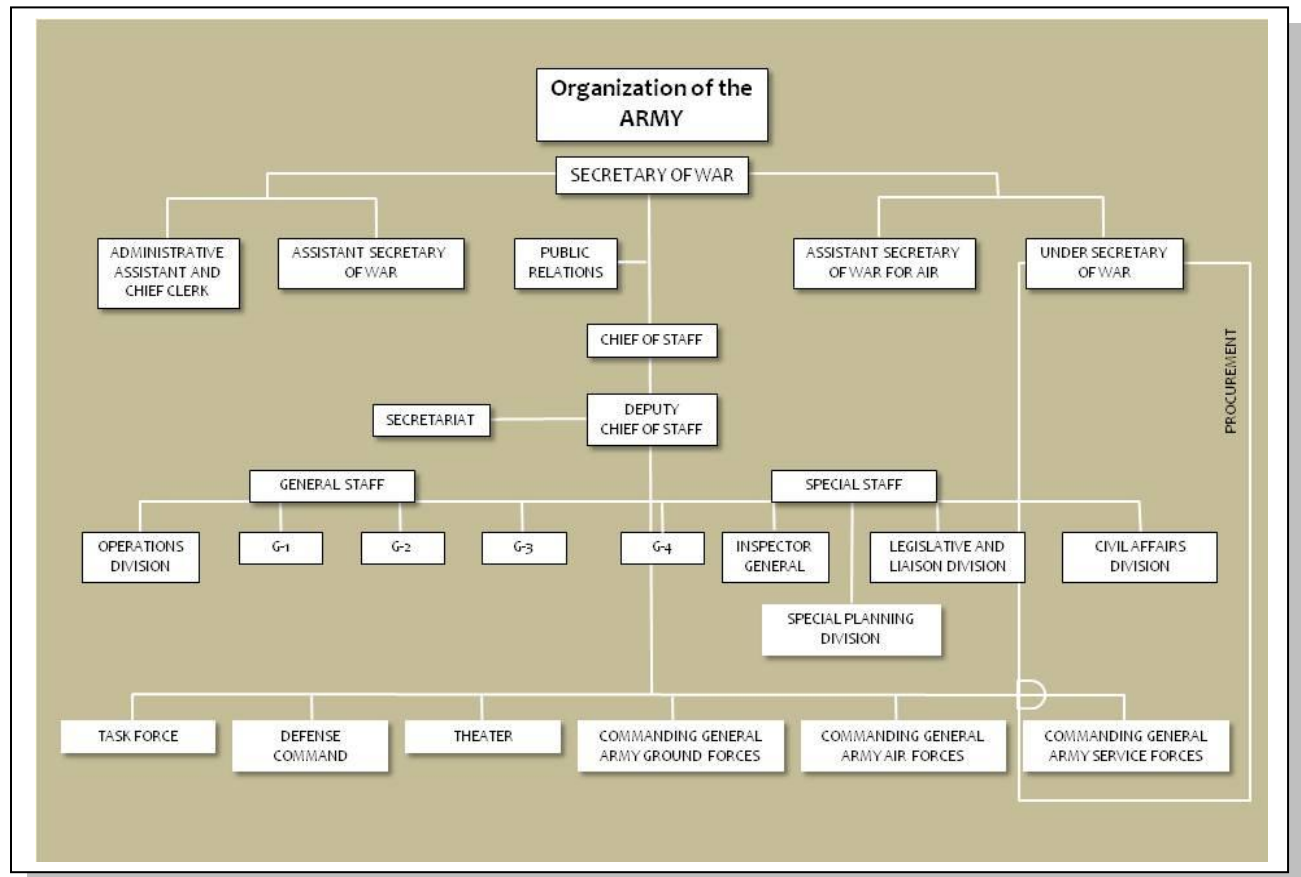 Organization of the
ARMY
SECRETARY OF WAR
ADMINISTRATIVE
ASSISTANT AND
CHIEF CLERK
ASSISTANT SECRETARY
OF WAR
PUBLIC
RELATIONS
ASSISTANT SECRETARY
OF WAR FOR AIR
UNDER SECRETARY
OF WAR
CHIEF OF STAFF
PROCUREMENT
SECRETARIAT
DEPUTY
CHIEF OF STAFF
GENERAL STAFF
SPECIAL STAFF
OPERATIONS
DIVISION
G-1
G-2
G-3
G-4
INSPECTOR
GENERAL
LEGISLATIVE AND
LIAISON DIVISION
CIVIL AFFAIRS
DIVISION
SPECIAL PLANNING
DIVISION
TASK FORCE
DEFENSE
COMMAND
THEATER
COMMANDING GENERAL
ARMY GROUND FORCES
COMMANDING GENERAL
ARMY AIR FORCES
COMMANDING GENERAL
ARMY SERVICE FORCES